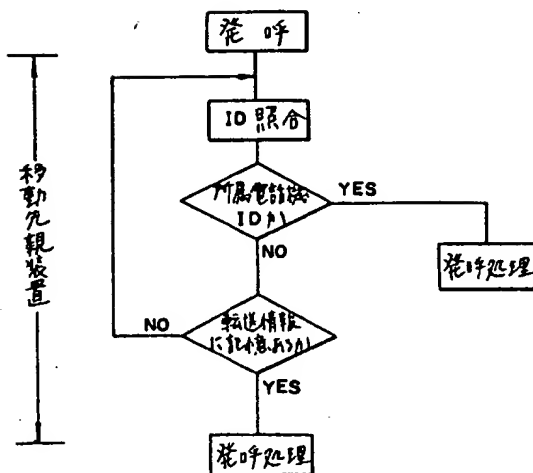 発呼
ID照合
所属電話機
IDか
YES
NO
発呼処理
転送情報
に記憶あるか
NO
YES
発呼処理
移動先親装置